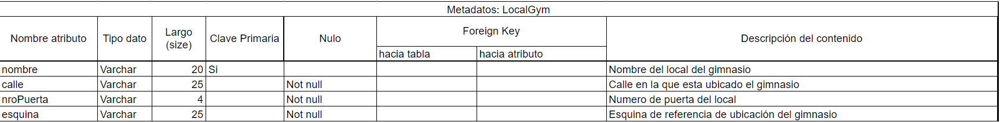 Metadatos: LocalGym
Nombre atributo Tipo dato Largo (size) Clave Primaria Nulo Foreign Key Descripción del contenido
hacia tabla hacia atributo
nombre Varchar 20 Si Nombre del local del gimnasio
calle Varchar 25 Not null Calle en la que esta ubicado el gimnasio
nroPuerta Varchar 4 Not null Numero de puerta del local
esquina Varchar 25 Not null Esquina de referencia de ubicación del gimnasio